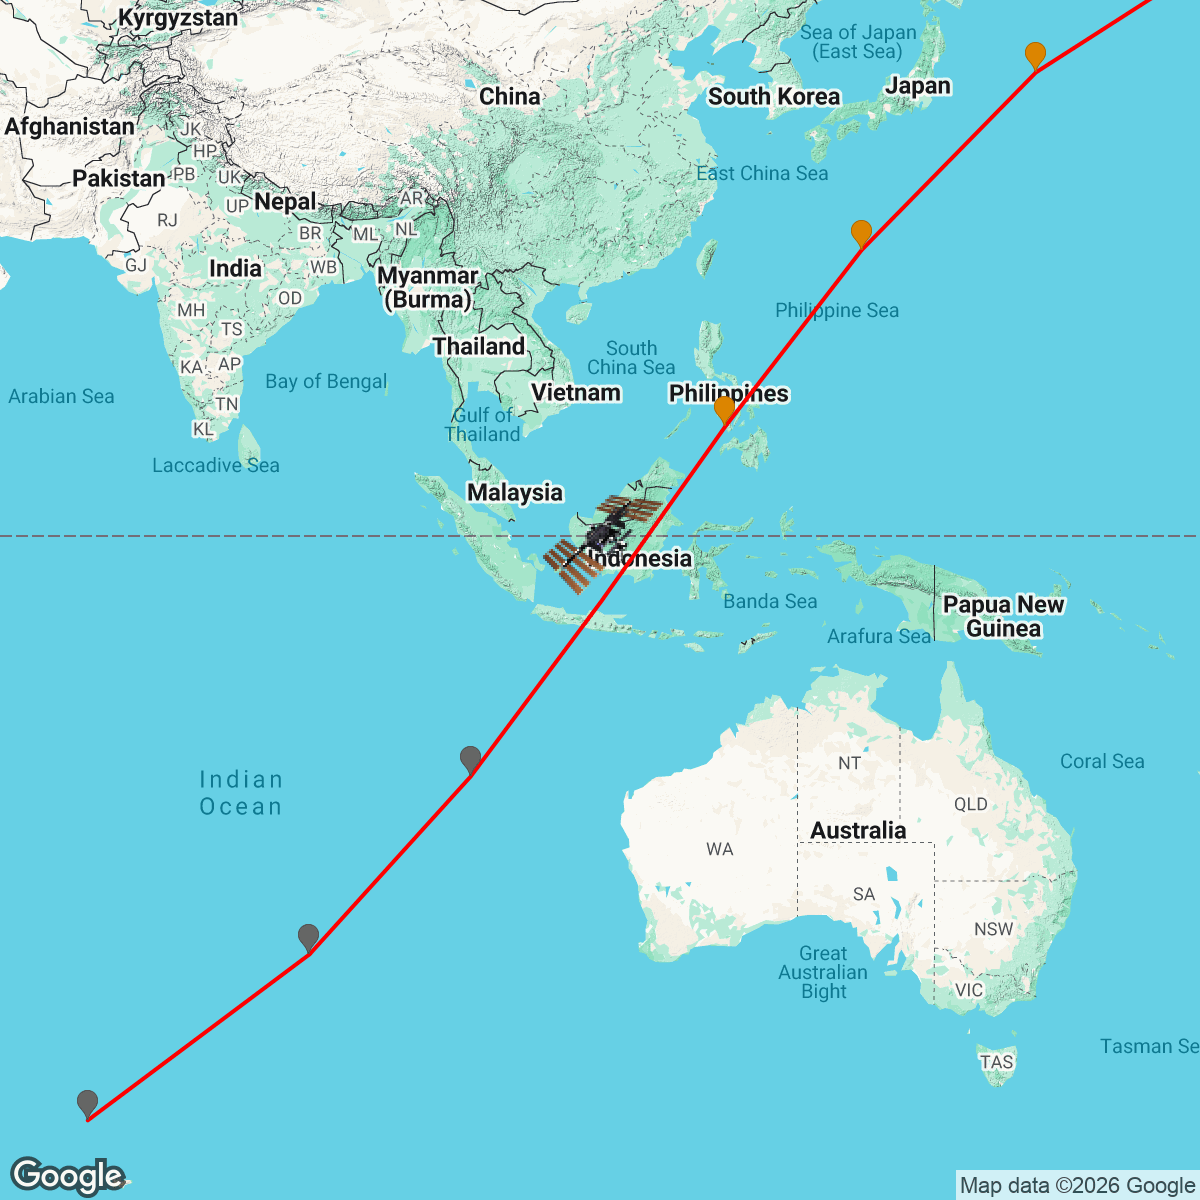 Kyrgyzstan
Sea of Japan
(East Sea)
China
South Korea
Japan
Afghanistan
JK
HP
East China Sea
Pakistan
PB
UK
Nepal
AR
UP
RJ
BR
ML
NL
GJ
India
WB
Myanmar
(Burma)
OD
MH
Philippine Sea
TS
Thailand
South
China Sea
KA
AP
Bay of Bengal
Vietnam
Philippines
Arabian Sea
TN
Gulf of
Thailand
KL
Laccadive Sea
Malaysia
Indonesia
Banda Sea
Papua New
Guinea
Arafura Sea
Indian
Ocean
NT
Coral Sea
QLD
Australia
WA
SA
NSW
Great
Australian
Bight
VIC
Tasman Se
TAS
Google
Map data ©2026 Google